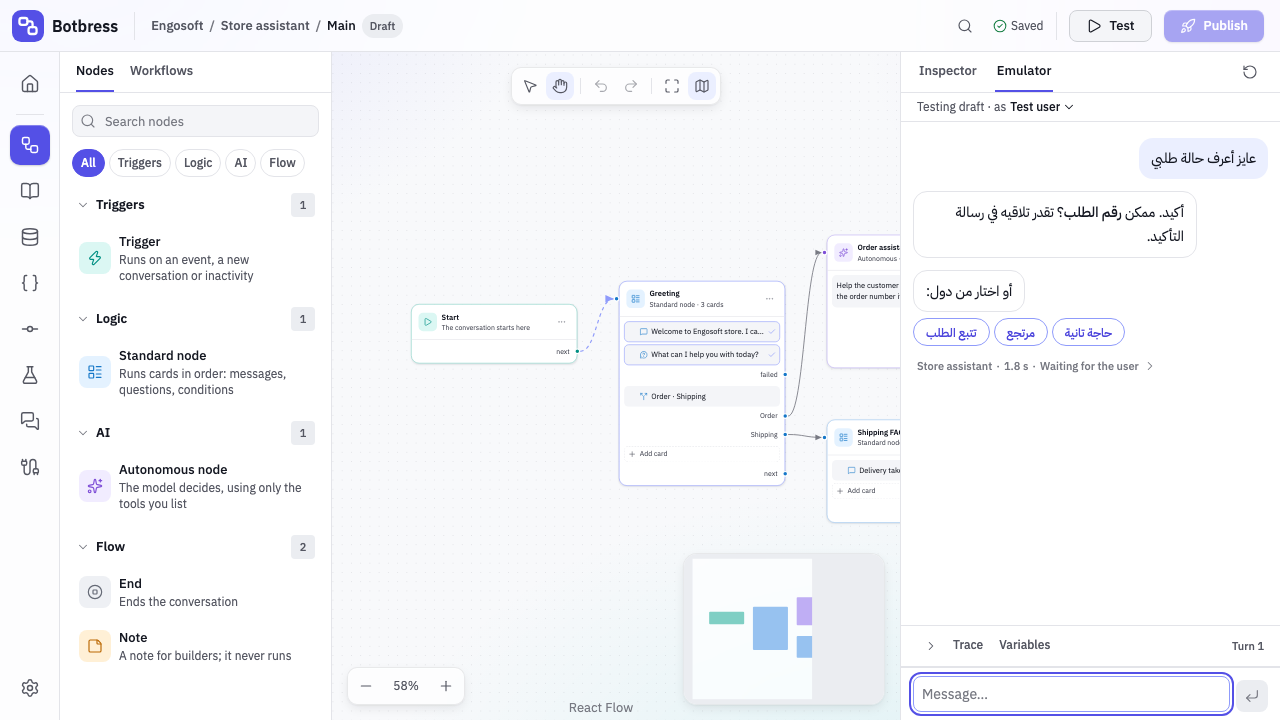 Botbress
Engosoft / Store assistant / Main Draft
Saved
Test
Publish
Nodes Workflows
Search nodes
All Triggers Logic AI Flow
Triggers 1
Trigger
Runs on an event, a new
conversation or inactivity
Logic 1
Standard node
Runs cards in order: messages,
questions, conditions
AI 1
Autonomous node
The model decides, using only the
tools you list
Flow 2
End
Ends the conversation
Note
A note for builders; it never runs
Start
The conversation starts here
next
Greeting
Standard node · 3 cards
Welcome to Engosoft store. I ca...
What can I help you with today?
failed
Order · Shipping
Order
Shipping
Add card
next
Order assist
Autonomous ·
Help the customer
the order number i
Shipping FA
Standard node
Delivery take
Add card
58%
React Flow
Inspector Emulator
Testing draft · as Test user
عايز أعرف حالة طلبي
أكيد. ممكن رقم الطلب؟ تقدر تلاقيه في رسالة
التأكيد.
أو اختار من دول:
تتبع الطلب
مرتجع
حاجة تانية
Store assistant · 1.8 s · Waiting for the user
Trace Variables Turn 1
Message...